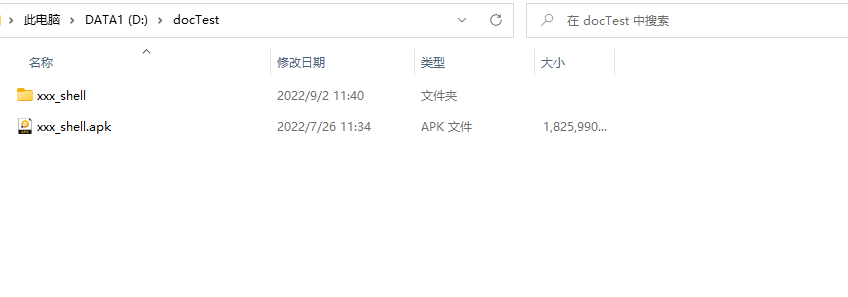 此电脑 > DATA1 (D:) > docTest
在 docTest 中搜索
名称 修改日期 类型 大小
xxx_shell 2022/9/2 11:40 文件夹
xxx_shell.apk 2022/7/26 11:34 APK 文件 1,825,990...